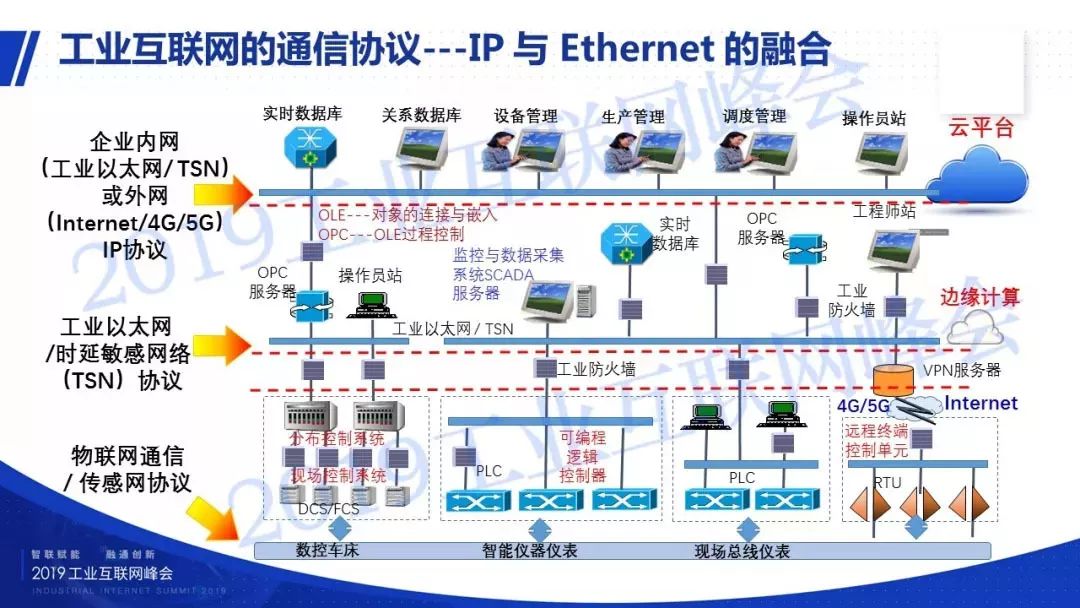 工业互联网的通信协议---IP 与 Ethernet 的融合
实时数据库
关系数据库
设备管理
生产管理
调度管理
操作员站
云平台
企业内网
（工业以太网/ TSN）
或外网
（Internet/4G/5G）
IP协议
OLE---对象的连接与嵌入
OPC---OLE过程控制
监控与数据采集
系统SCADA
服务器
实时
数据库
OPC
服务器
工程师站
OPC
服务器
操作员站
工业
防火墙
边缘计算
工业以太网
/时延敏感网络
（TSN）协议
工业以太网 / TSN
工业防火墙
VPN服务器
4G/5G
Internet
物联网通信
/ 传感网协议
分布控制系统
现场控制系统
DCS/FCS
PLC
可编程
逻辑
控制器
PLC
远程终端
控制单元
RTU
数控车床
智能仪器仪表
现场总线仪表
智联赋能 融通创新
2019 工业互联网峰会
INDUSTRIAL INTERNET SUMMIT 2019
2019工业互联网峰会
2019工业互联网峰会